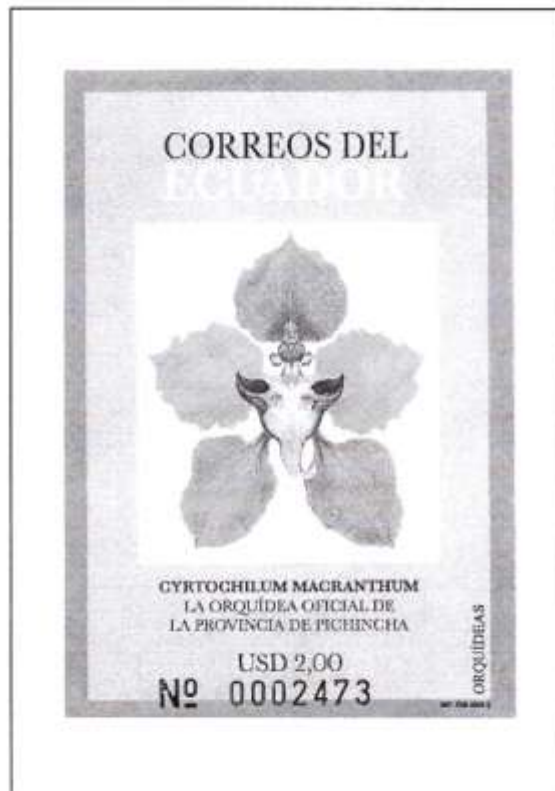 CORREOS DEL
ECUADOR
CYRTOCHILUM MACRANTHUM
LA ORQUÍDEA OFICIAL DE
LA PROVINCIA DE PICHINCHA
USD 2,00
Nº 0002473
ORQUÍDEAS